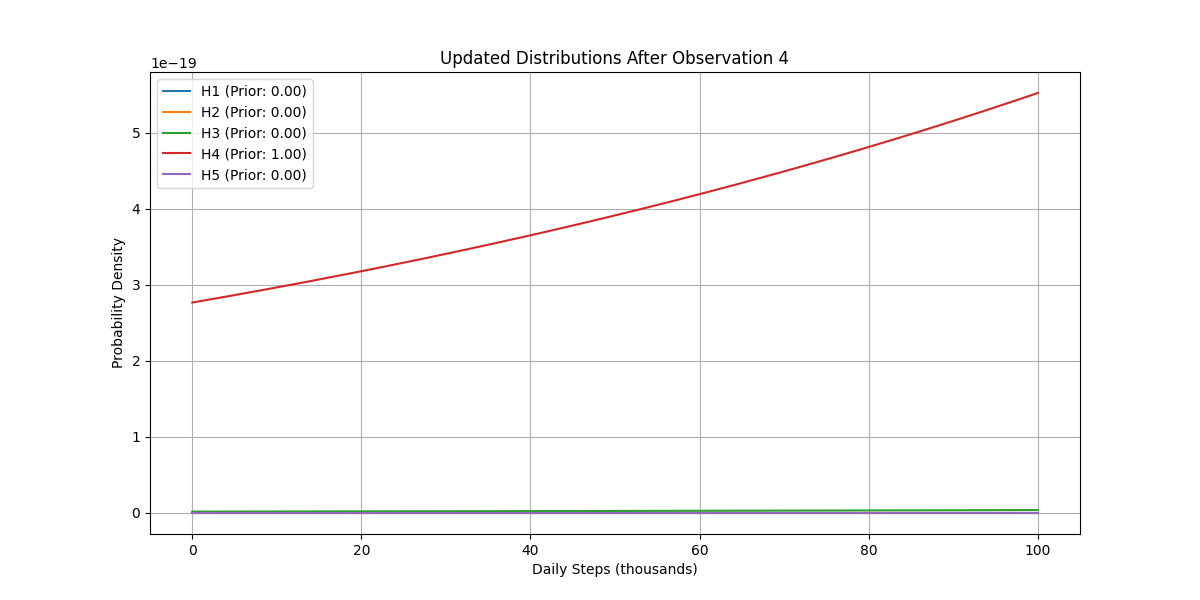 Updated Distributions After Observation 4
1e−19
H1 (Prior: 0.00)
H2 (Prior: 0.00)
H3 (Prior: 0.00)
H4 (Prior: 1.00)
H5 (Prior: 0.00)
5
4
3
2
1
0
Probability Density
0 20 40 60 80 100
Daily Steps (thousands)